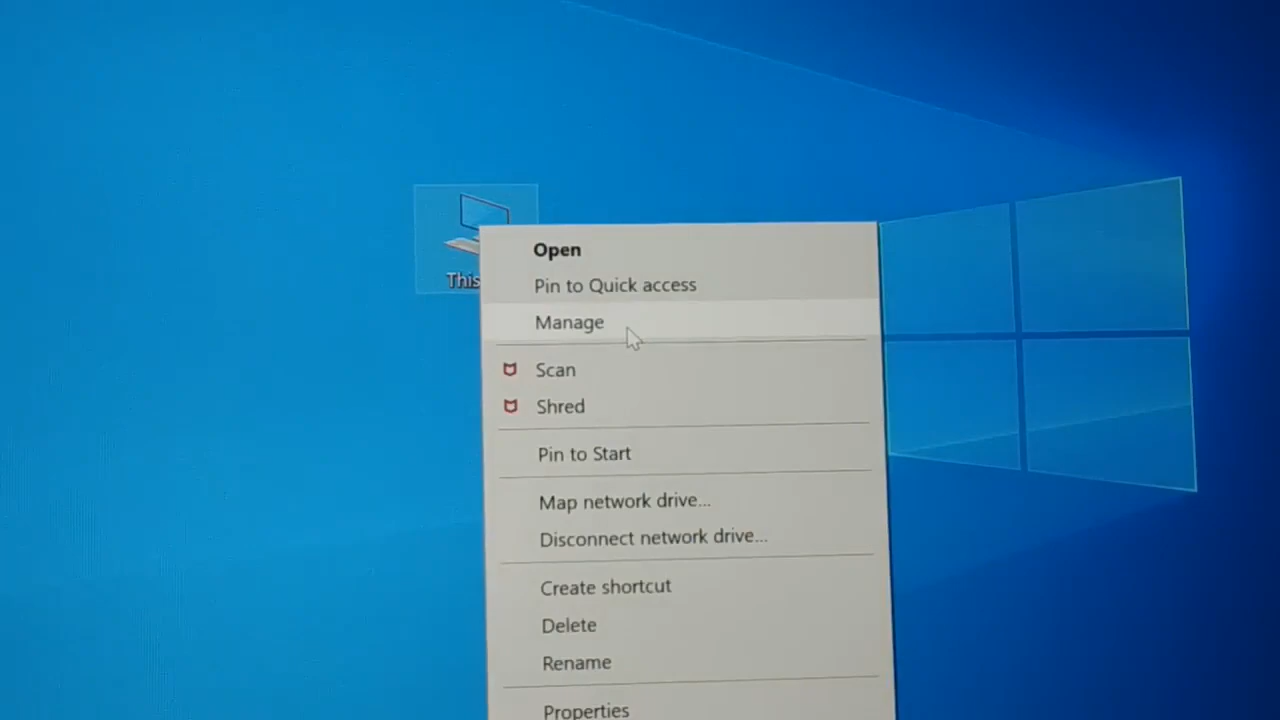 This
Open
Pin to Quick access
Manage
Scan
Shred
Pin to Start
Map network drive...
Disconnect network drive...
Create shortcut
Delete
Rename
Properties